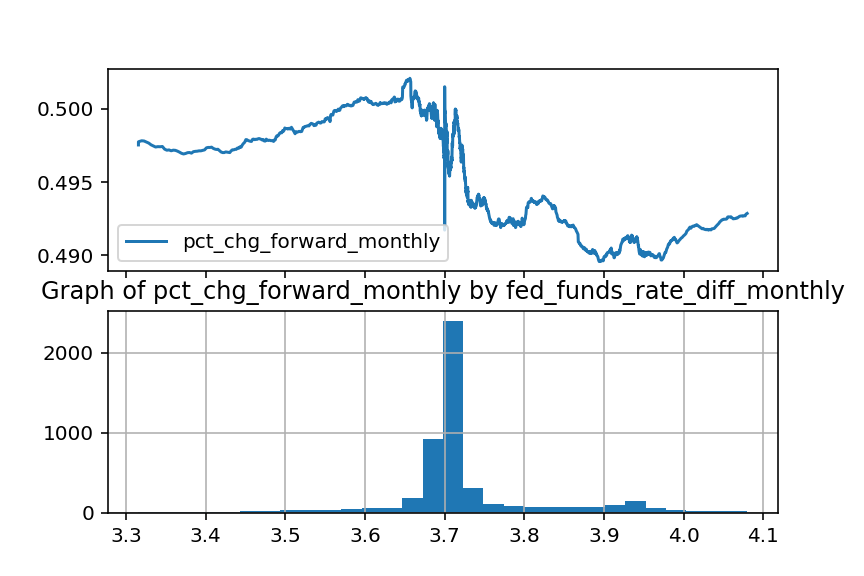 0.500
0.495
0.490
pct_chg_forward_monthly
Graph of pct_chg_forward_monthly by fed_funds_rate_diff_monthly
2000
1000
0
3.3 3.4 3.5 3.6 3.7 3.8 3.9 4.0 4.1